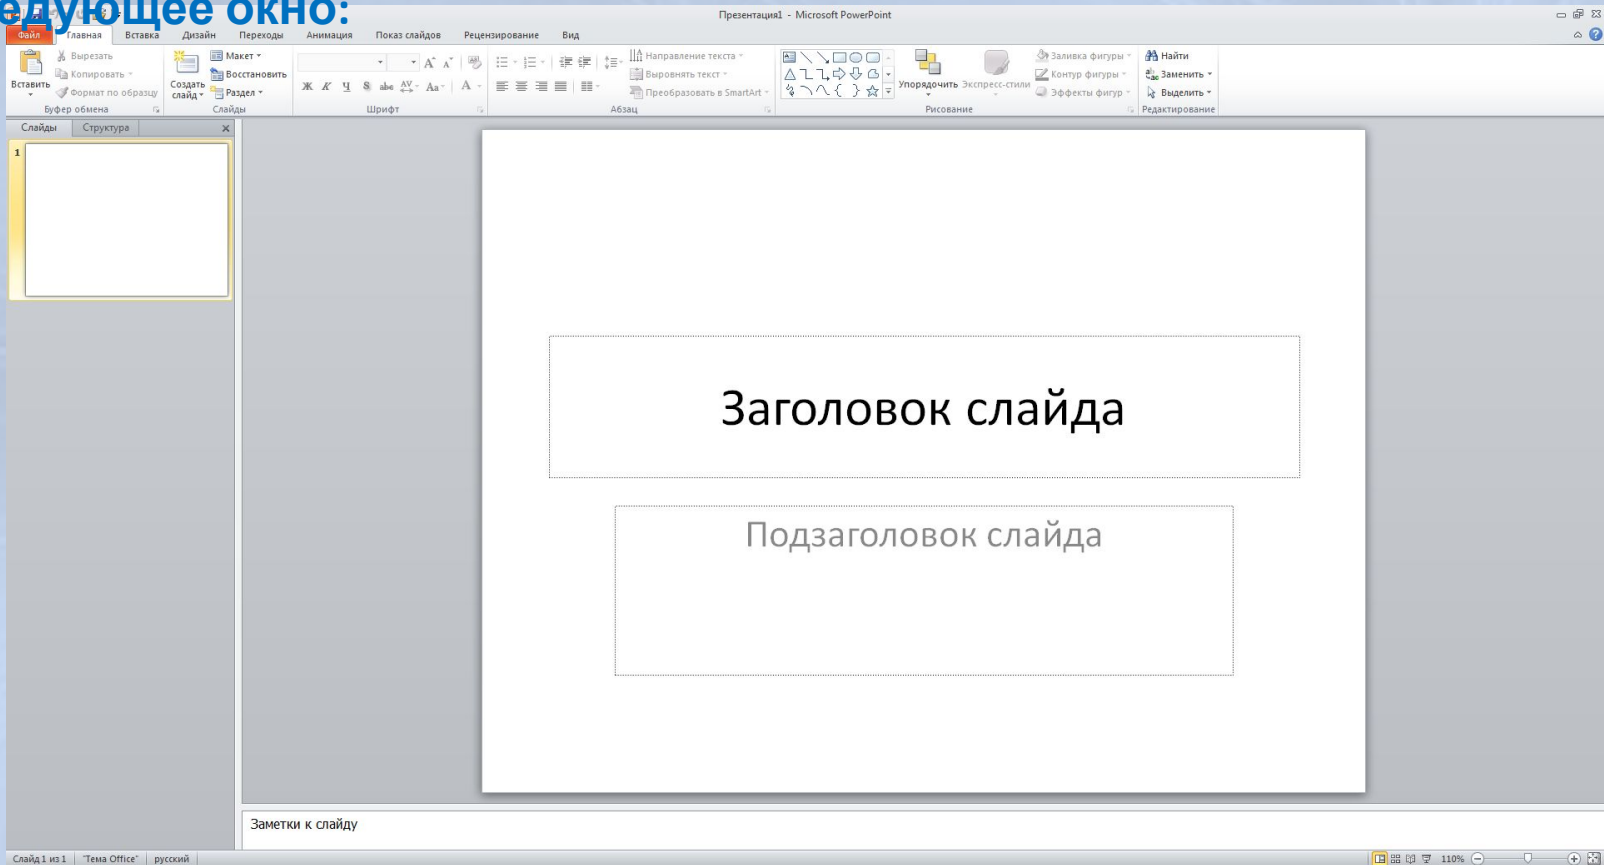 едующее окно:
Презентация1 - Microsoft PowerPoint
Файл Главная Вставка Дизайн Переходы Анимация Показ слайдов Рецензирование Вид
Вставить
Вырезать
Копировать
Формат по образцу
Буфер обмена
Создать
слайд
Макет
Восстановить
Раздел
Слайды
Ж К Ч S abc AV Aa А
Шрифт
Направление текста
Выровнять текст
Преобразовать в SmartArt
Абзац
Упорядочить Экспресс-стили
Заливка фигуры
Контур фигуры
Эффекты фигур
Рисование
Найти
Заменить
Выделить
Редактирование
Слайды Структура
1
Заголовок слайда
Подзаголовок слайда
Заметки к слайду
Слайд 1 из 1 "Тема Office" русский 110%